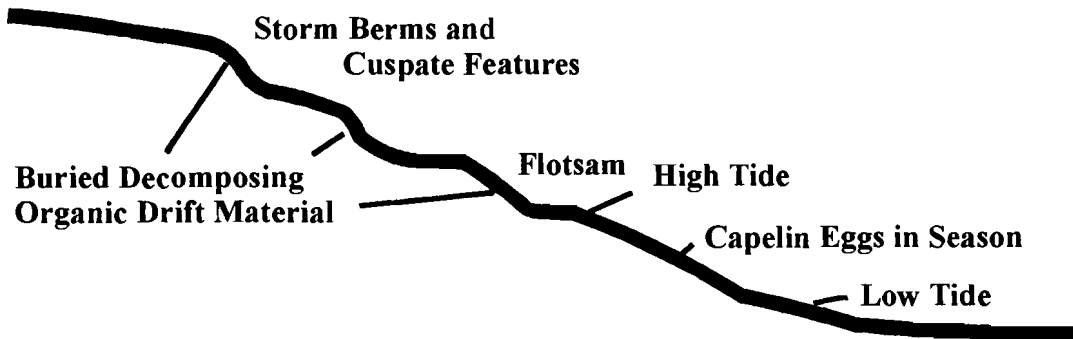 Storm Berms and
Cuspate Features
Buried Decomposing
Organic Drift Material
Flotsam
High Tide
Capelin Eggs in Season
Low Tide